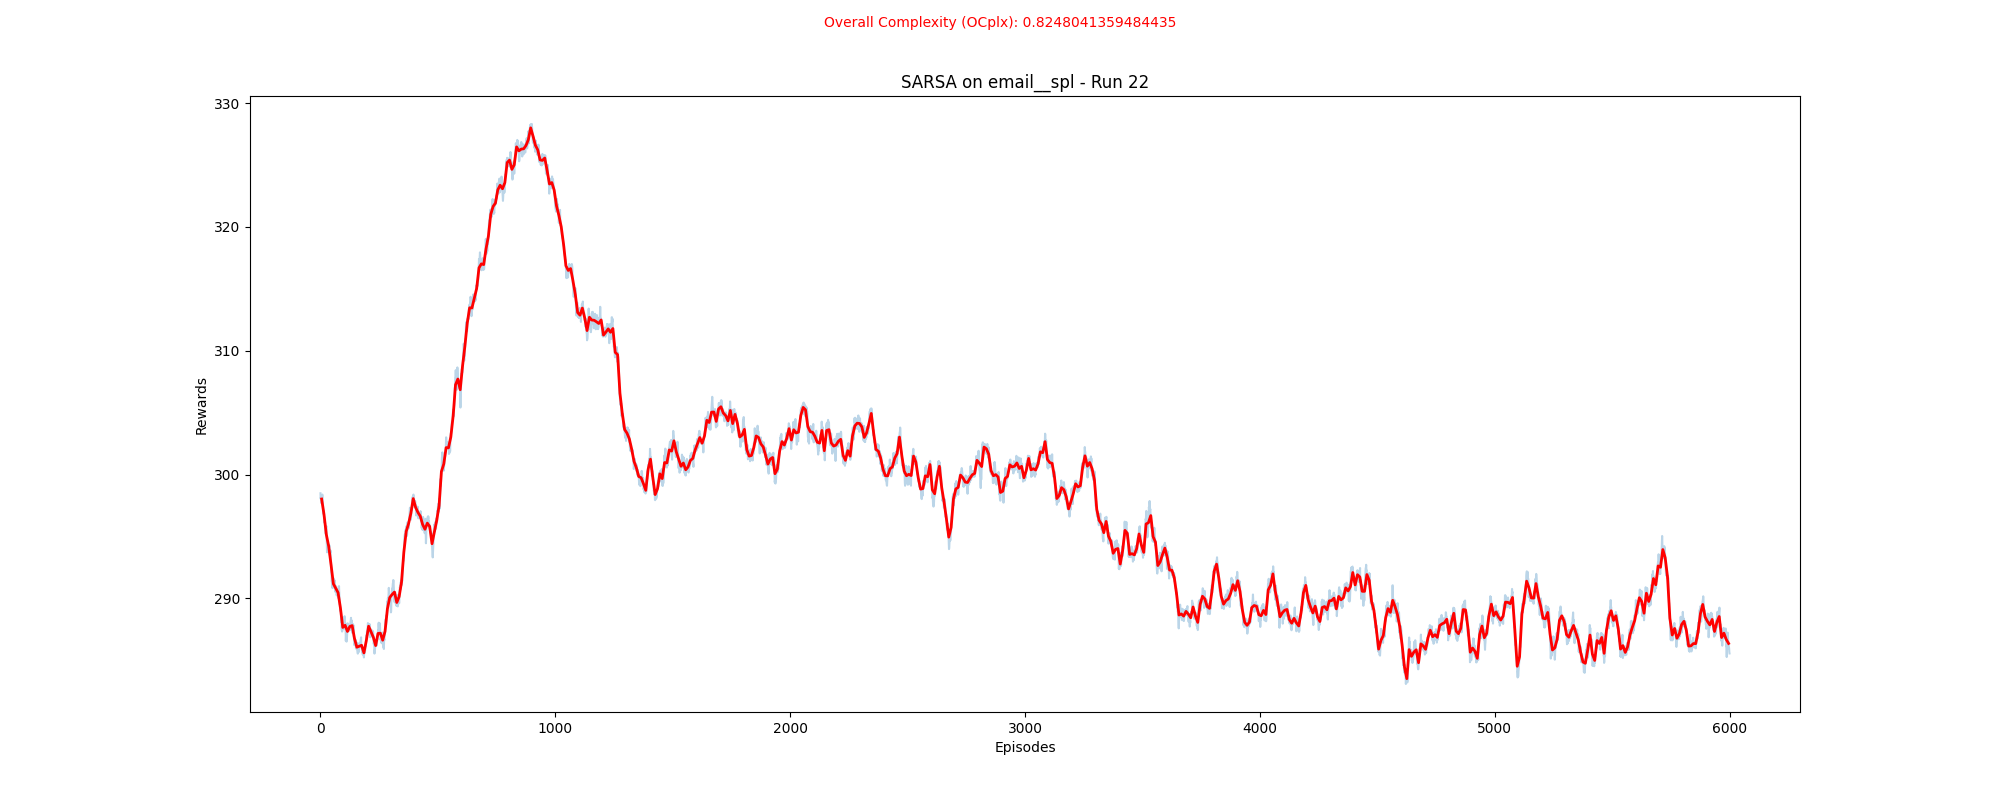 Overall Complexity (OCplx): 0.8248041359484435
SARSA on email__spl - Run 22
330
320
310
300
290
Rewards
0 1000 2000 3000 4000 5000 6000
Episodes